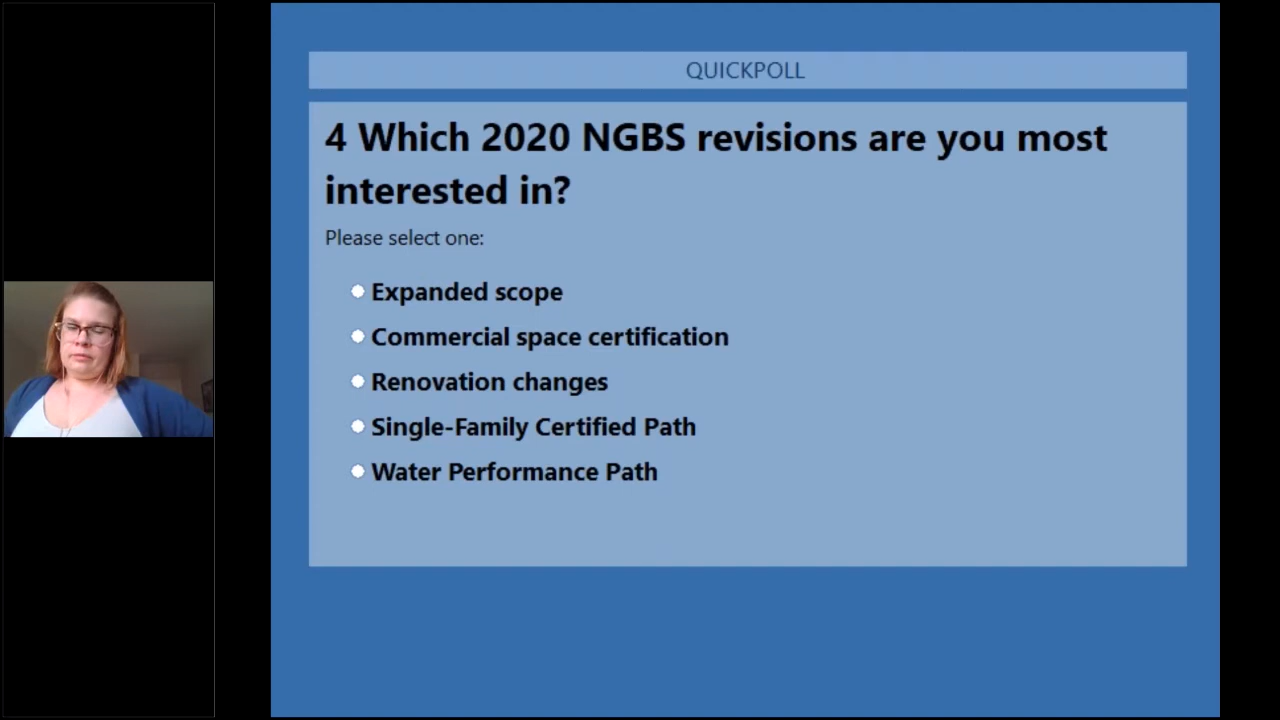 QUICKPOLL
4 Which 2020 NGBS revisions are you most
interested in?
Please select one:
Expanded scope
Commercial space certification
Renovation changes
Single-Family Certified Path
Water Performance Path